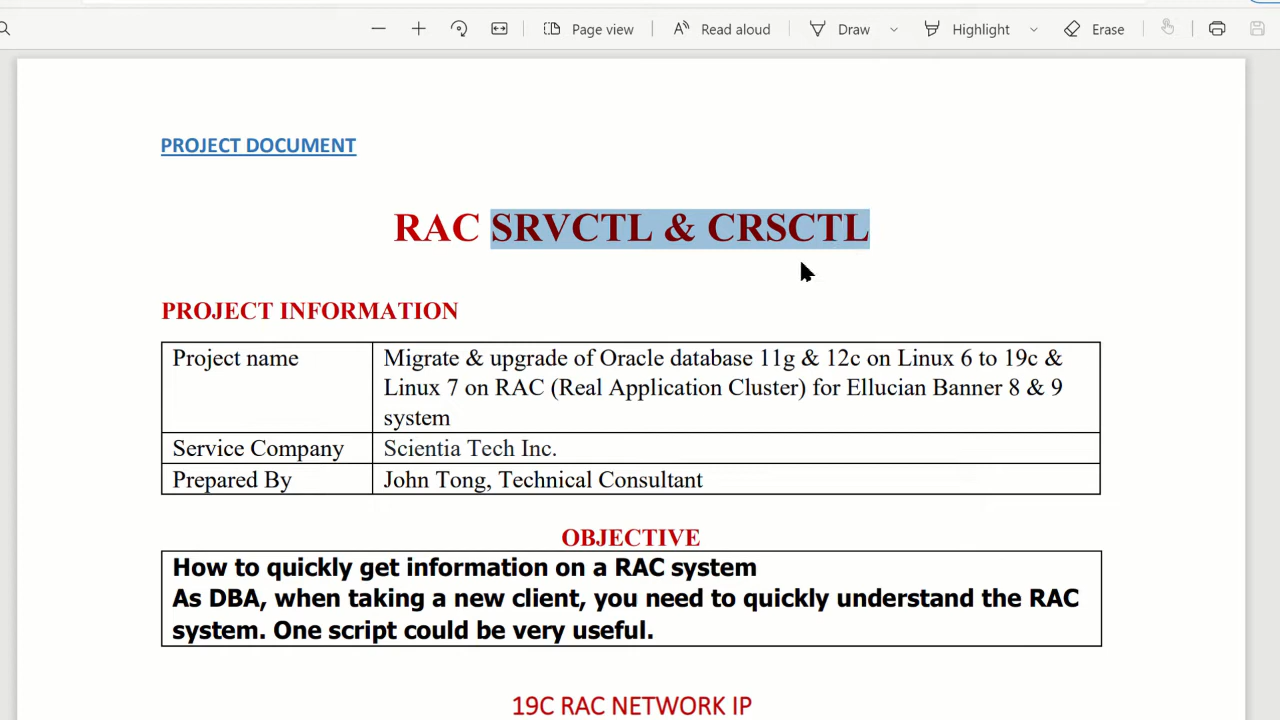 Page view
Read aloud
Draw
Highlight
Erase
PROJECT DOCUMENT
RAC SRVCTL & CRSCTL
PROJECT INFORMATION
Project name
Migrate & upgrade of Oracle database 11g & 12c on Linux 6 to 19c &
Linux 7 on RAC (Real Application Cluster) for Ellucian Banner 8 & 9
system
Service Company
Scientia Tech Inc.
Prepared By
John Tong, Technical Consultant
OBJECTIVE
How to quickly get information on a RAC system
As DBA, when taking a new client, you need to quickly understand the RAC
system. One script could be very useful.
19C RAC NETWORK IP